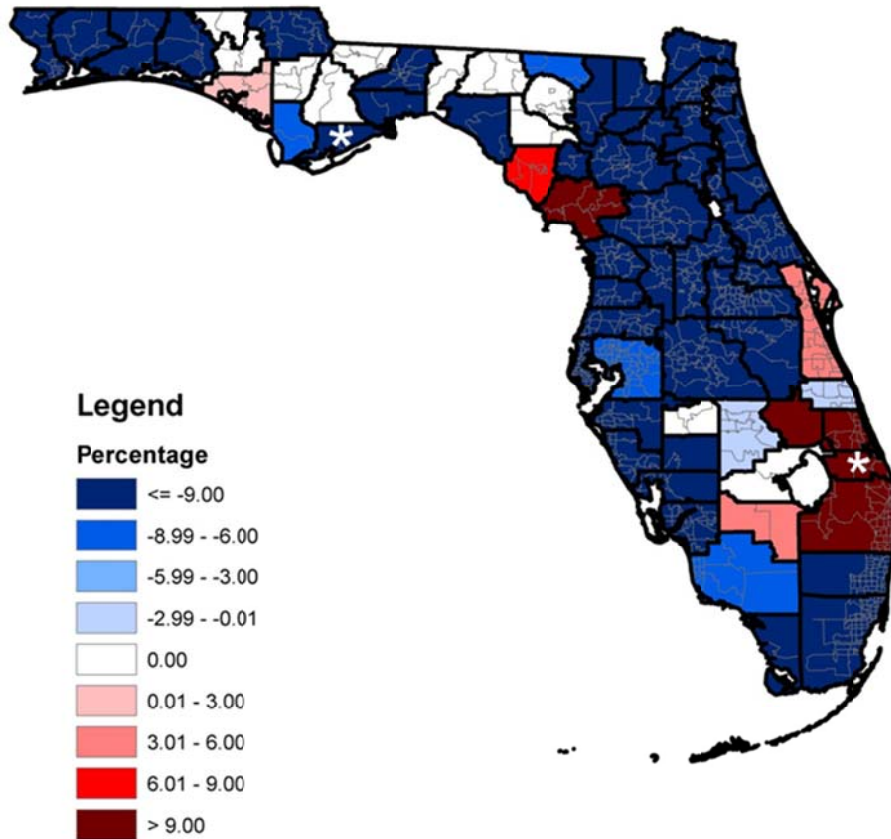 *
*
Legend
Percentage
<= -9.00
-8.99 - -6.00
-5.99 - -3.00
-2.99 - -0.01
0.00
0.01 - 3.00
3.01 - 6.00
6.01 - 9.00
> 9.00